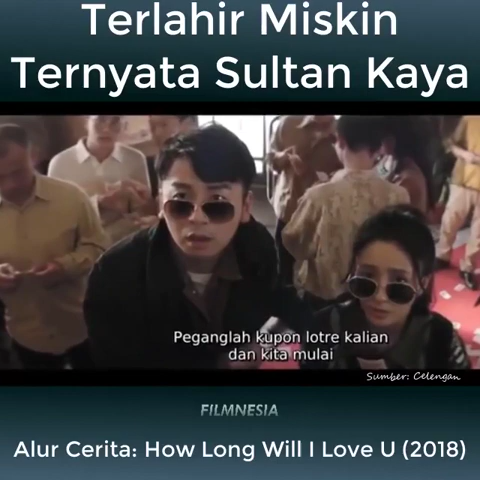 Terlahir Miskin
Ternyata Sultan Kaya
Peganglah kupon lotre kalian
dan kita mulai
Sumber: Celengan
FILMNESIA
Alur Cerita: How Long Will I Love U (2018)